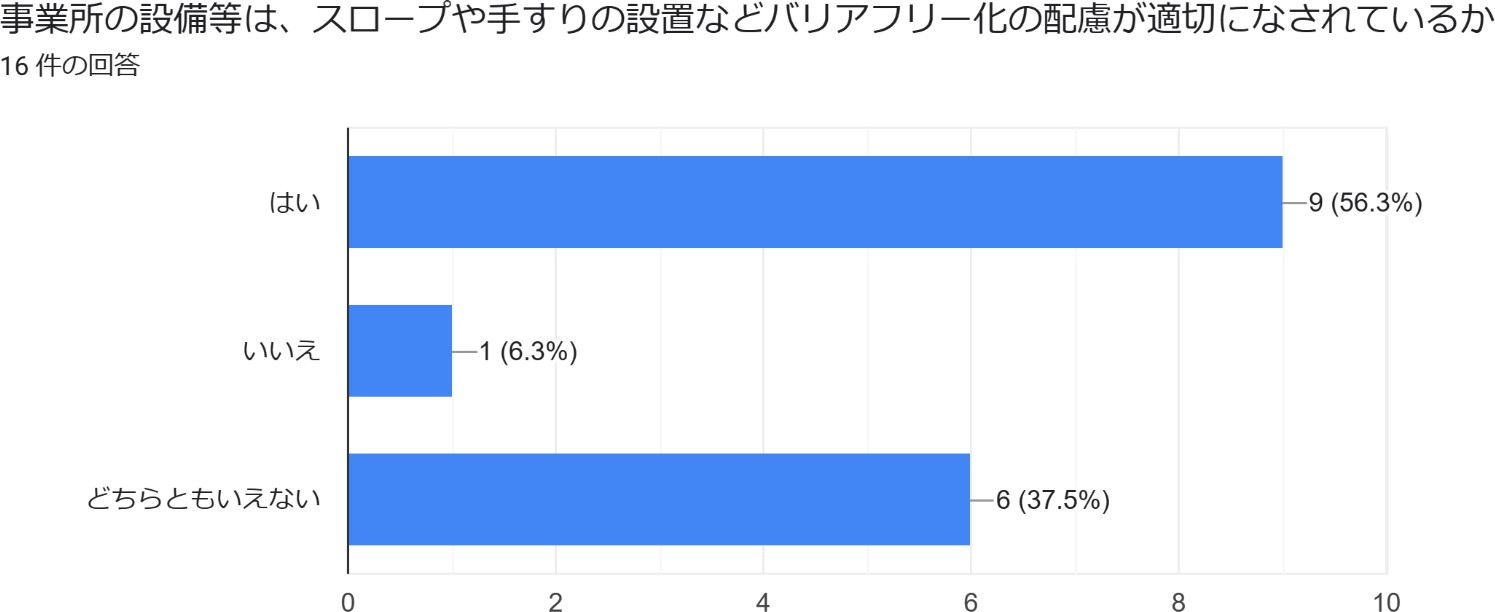 事業所の設備等は、スロープや手すりの設置などバリアフリー化の配慮が適切になされているか
16 件の回答
はい
9 (56.3%)
いいえ
1 (6.3%)
どちらともいえない
6 (37.5%)
0 2 4 6 8 10